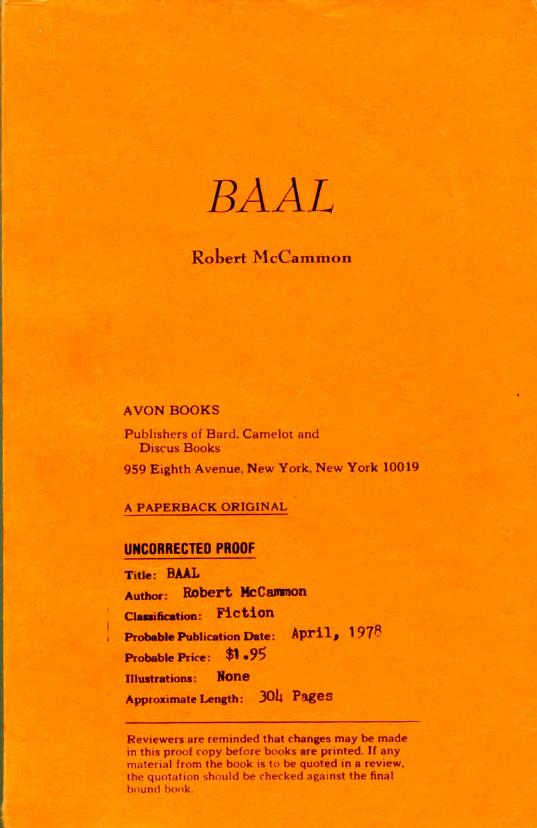 BAAL
Robert McCammon
AVON BOOKS
Publishers of Bard, Camelot and
Discus Books
959 Eighth Avenue, New York, New York 10019
A PAPERBACK ORIGINAL
UNCORRECTED PROOF
Title: BAAL
Author: Robert McCammon
Classification: Fiction
Probable Publication Date: April, 1978
Probable Price: $1.95
Illustrations: None
Approximate Length: 304 Pages
Reviewers are reminded that changes may be made
in this proof copy before books are printed. If any
material from the book is to be quoted in a review,
the quotation should be checked against the final
bound book.